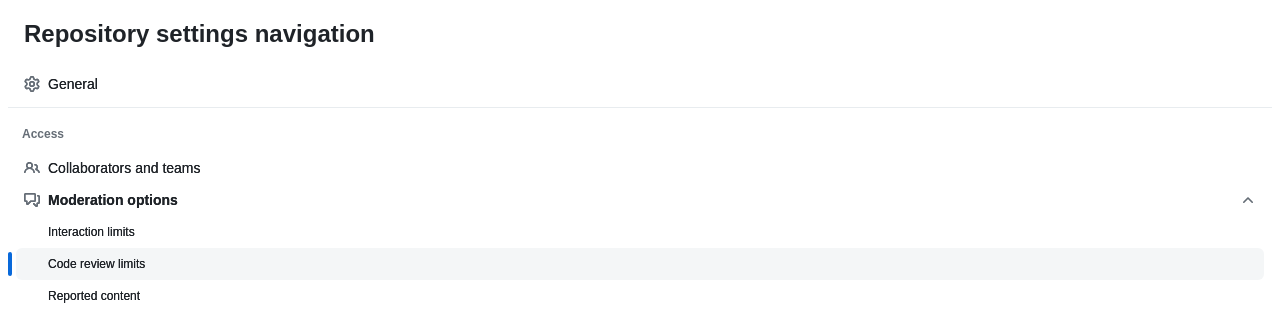 Repository settings navigation
General
Access
Collaborators and teams
Moderation options
Interaction limits
Code review limits
Reported content